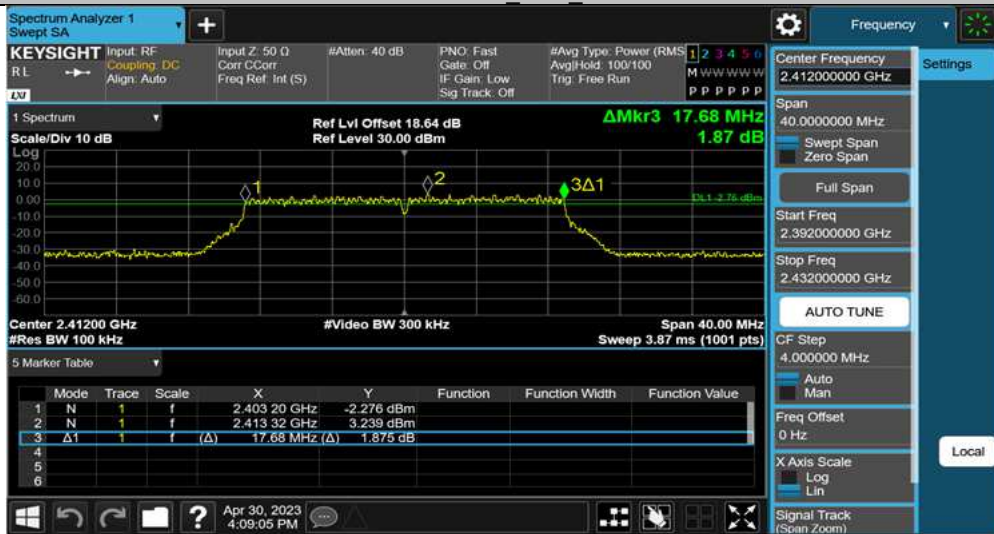 Spectrum Analyzer 1
Swept SA
+
Frequency
KEYSIGHT
RL
LXI
Input: RF
Coupling: DC
Align: Auto
Input Z: 50 Ω
Corr CCorr
Freq Ref: Int (S)
#Atten: 40 dB
PNO: Fast
Gate: Off
IF Gain: Low
Sig Track: Off
#Avg Type: Power (RMS
Avg|Hold: 100/100
Trig: Free Run
1 2 3 4 5 6
M W W W W W
P P P P P P
1 Spectrum
Scale/Div 10 dB
Ref Lvl Offset 18.64 dB
Ref Level 30.00 dBm
ΔMkr3 17.68 MHz
1.87 dB
Log
20.0
10.0
0.00
-10.0
-20.0
-30.0
-40.0
-50.0
-60.0
1
2
3Δ1
DL1 -2.76 dBm
Center 2.41200 GHz
#Res BW 100 kHz
#Video BW 300 kHz
Span 40.00 MHz
Sweep 3.87 ms (1001 pts)
5 Marker Table
Mode Trace Scale X Y Function Function Width Function Value
1 N 1 f 2.403 20 GHz -2.276 dBm
2 N 1 f 2.413 32 GHz 3.239 dBm
3 Δ1 1 f (Δ) 17.68 MHz (Δ) 1.875 dB
4
5
6
?
Apr 30, 2023
4:09:05 PM
Center Frequency
2.412000000 GHz
Span
40.0000000 MHz
Swept Span
Zero Span
Full Span
Start Freq
2.392000000 GHz
Stop Freq
2.432000000 GHz
AUTO TUNE
CF Step
4.000000 MHz
Auto
Man
Freq Offset
0 Hz
X Axis Scale
Log
Lin
Signal Track
(Span Zoom)
Settings
Local